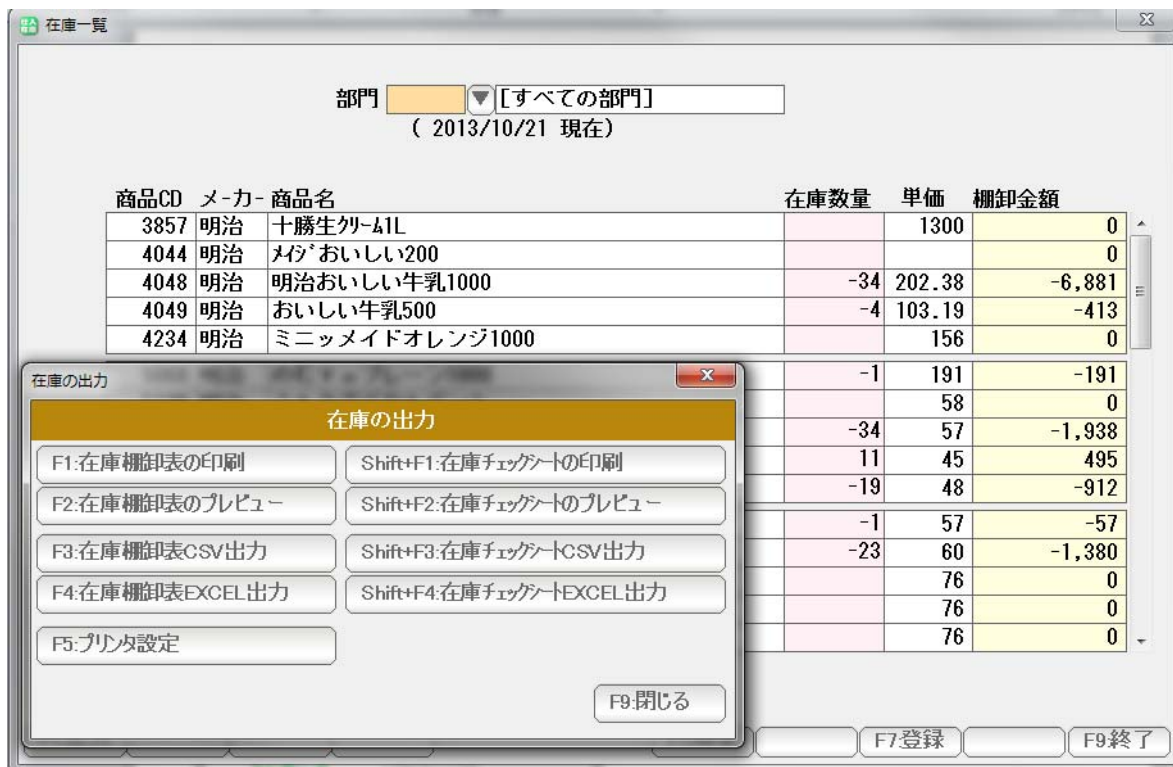 在庫一覧
部門 [すべての部門]
( 2013/10/21 現在)
商品CD メ-カ- 商品名 在庫数量 単価 棚卸金額
3857 明治 十勝生ｸﾘｰﾑ1L 1300 0
4044 明治 ﾒｲｼﾞおいしい200 0
4048 明治 明治おいしい牛乳1000 -34 202.38 -6,881
4049 明治 おいしい牛乳500 -4 103.19 -413
4234 明治 ミニッメイドオレンジ1000 156 0
-1 191 -191
58 0
-34 57 -1,938
11 45 495
-19 48 -912
-1 57 -57
-23 60 -1,380
76 0
76 0
76 0
在庫の出力
在庫の出力
F1:在庫棚卸表の印刷 Shift+F1:在庫ﾁｪｯｸｼｰﾄの印刷
F2:在庫棚卸表のプレビュー Shift+F2:在庫ﾁｪｯｸｼｰﾄのプレビュー
F3:在庫棚卸表CSV出力 Shift+F3:在庫ﾁｪｯｸｼｰﾄCSV出力
F4:在庫棚卸表EXCEL出力 Shift+F4:在庫ﾁｪｯｸｼｰﾄEXCEL出力
F5:プリンタ設定
F9:閉じる
F7:登録 F9:終了